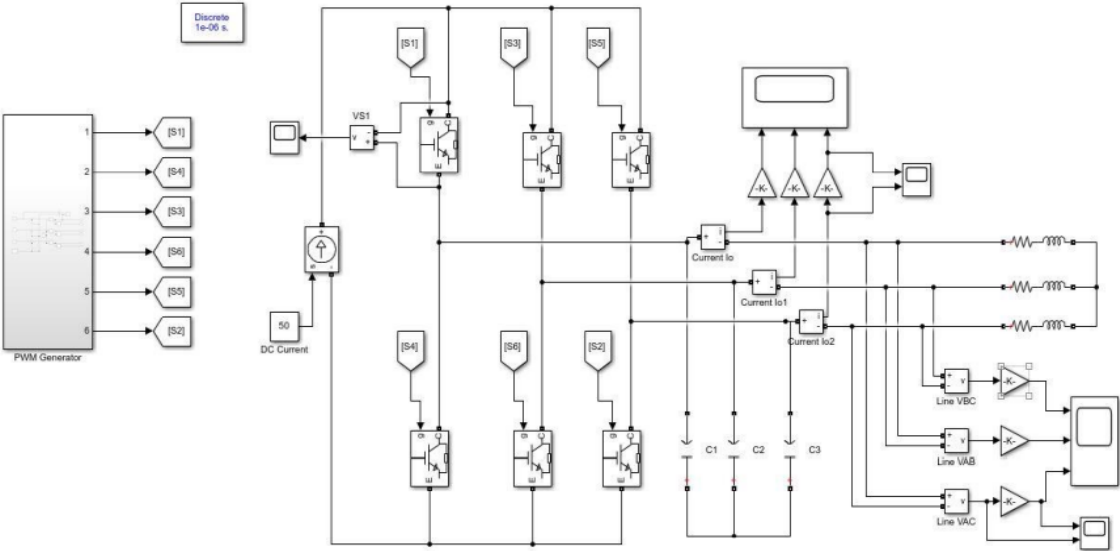 Discrete
1e-06 s.
[S1]
[S3]
[S5]
VS1
v
-
+
g
C
E
g
C
E
g
C
E
1
[S1]
2
[S4]
3
[S3]
4
[S6]
5
[S5]
6
[S2]
PWM Generator
-K-
-K-
-K-
+
s
-
50
DC Current
+
i
-
Current Io
+
i
-
Current Io1
+
i
-
Current Io2
[S4]
[S6]
[S2]
g
C
E
g
C
E
g
C
E
C1
C2
C3
+
-
v
-K-
Line VBC
+
-
v
-K-
Line VAB
+
-
v
-K-
Line VAC